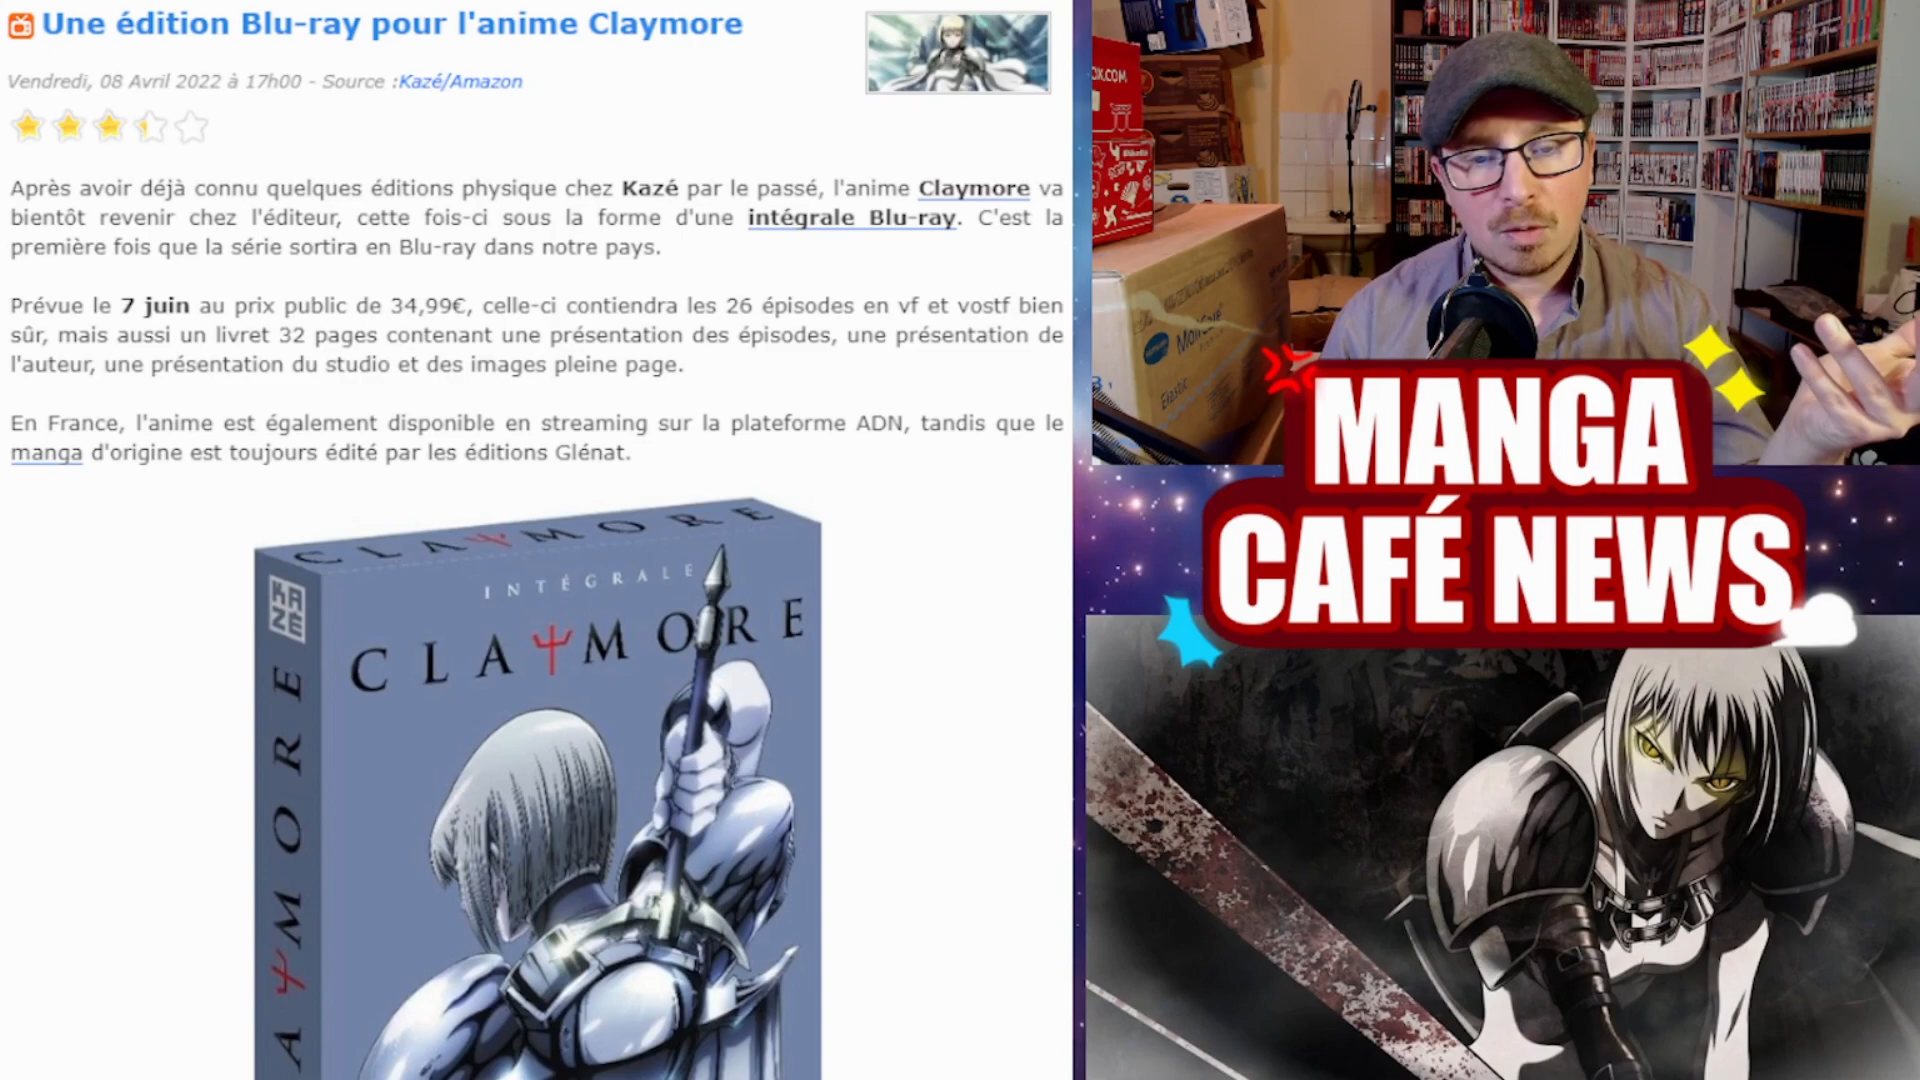 Une édition Blu-ray pour l'anime Claymore
Vendredi, 08 Avril 2022 à 17h00 - Source :Kazé/Amazon
Après avoir déjà connu quelques éditions physique chez Kazé par le passé, l'anime Claymore va
bientôt revenir chez l'éditeur, cette fois-ci sous la forme d'une intégrale Blu-ray. C'est la
première fois que la série sortira en Blu-ray dans notre pays.
Prévue le 7 juin au prix public de 34,99€, celle-ci contiendra les 26 épisodes en vf et vostf bien
sûr, mais aussi un livret 32 pages contenant une présentation des épisodes, une présentation de
l'auteur, une présentation du studio et des images pleine page.
En France, l'anime est également disponible en streaming sur la plateforme ADN, tandis que le
manga d'origine est toujours édité par les éditions Glénat.
CLAYMORE
KAZÉ
INTÉGRALE
CLAYMORE
AYMORE
MANGA
CAFÉ NEWS
MoliCare
Elastic